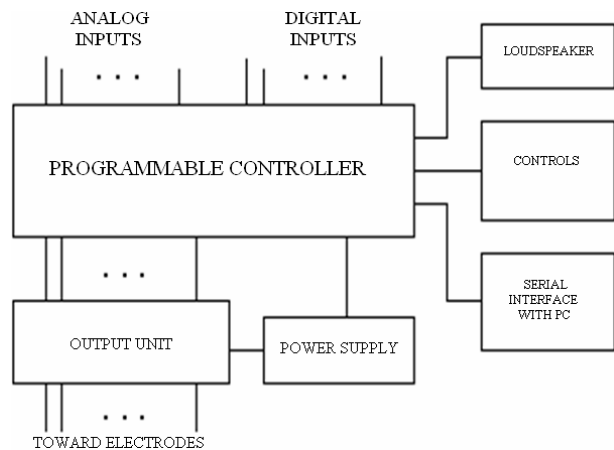 ANALOG
INPUTS
DIGITAL
INPUTS
LOUDSPEAKER
PROGRAMMABLE CONTROLLER
CONTROLS
SERIAL
INTERFACE
WITH PC
OUTPUT UNIT
POWER SUPPLY
TOWARD ELECTRODES